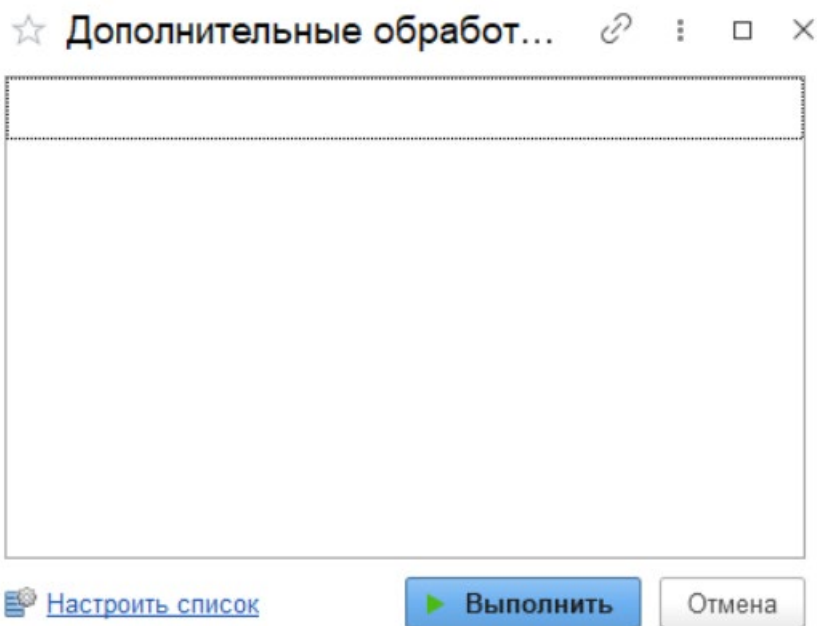 Дополнительные обработ...
Настроить список
Выполнить
Отмена